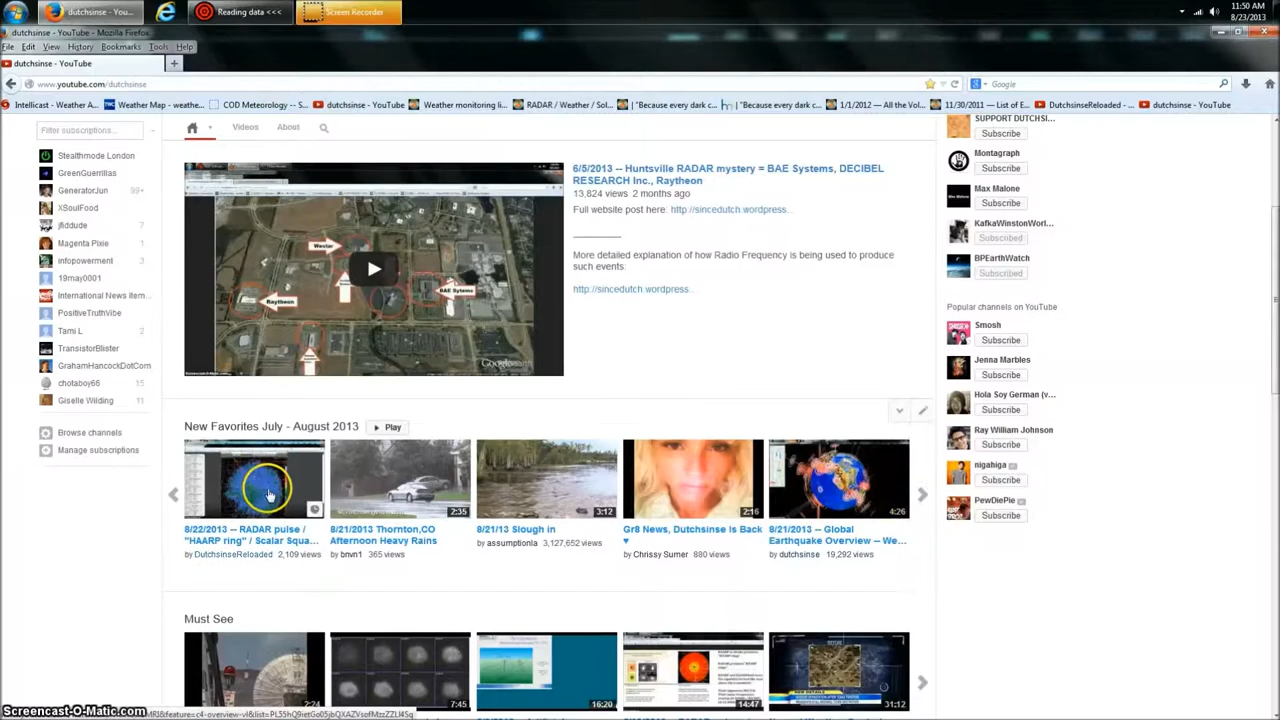 dutchsinse - You...
Reading data <<<
Screen Recorder
11:50 AM
8/23/2013
dutchsinse - YouTube - Mozilla Firefox
File Edit View History Bookmarks Tools Help
dutchsinse - YouTube
www.youtube.com/dutchsinse
Google
Intellicast - Weather A...
Weather Map - weathe...
COD Meteorology -- S...
dutchsinse - YouTube
Weather monitoring li...
RADAR / Weather / Sol...
"Because every dark c...
"Because every dark c...
1/1/2012 — All the Vol...
11/30/2011 — List of E...
DutchsinseReloaded - ...
dutchsinse - YouTube
Filter subscriptions...
Stealthmode London
GreenGuerrillas
GeneratorJun 99+
XSoulFood
jfiddude
Magenta Pixie 1
infopowerment 3
19may0001
International News Item...
PositiveTruthVibe
Tami L 2
TransistorBlister
GrahamHancockDotCom
chotaboy66 15
Giselle Wilding 11
Browse channels
Manage subscriptions
Videos
About
Westar
Raytheon
BAE Sytems
Google earth
6/5/2013 -- Huntsville RADAR mystery = BAE Systems, DECIBEL
RESEARCH Inc., Raytheon
13,824 views 2 months ago
Full website post here: http://sincedutch.wordpress...
More detailed explanation of how Radio Frequency is being used to produce
such events:
http://sincedutch.wordpress...
New Favorites July - August 2013
Play
2:35
3:12
2:16
4:26
8/22/2013 -- RADAR pulse /
"HAARP ring" / Scalar Squa...
by DutchsinseReloaded 2,109 views
8/21/2013 Thornton,CO
Afternoon Heavy Rains
by bnvn1 365 views
8/21/13 Slough in
by assumptionla 3,127,652 views
Gr8 News, Dutchsinse Is Back
♥
by Chrissy Sumer 880 views
8/21/2013 -- Global
Earthquake Overview -- We...
by dutchsinse 19,292 views
Must See
2:24
7:45
16:20
14:47
31:12
SUPPORT DUTCHSI...
Subscribe
Montagraph
Subscribe
Max Malone
Subscribe
KafkaWinstonWorl...
Subscribed
BPEarthWatch
Subscribed
Popular channels on YouTube
Smosh
Subscribe
Jenna Marbles
Subscribe
Hola Soy German (v...
Subscribe
Ray William Johnson
Subscribe
nigahiga
Subscribe
PewDiePie
Subscribe